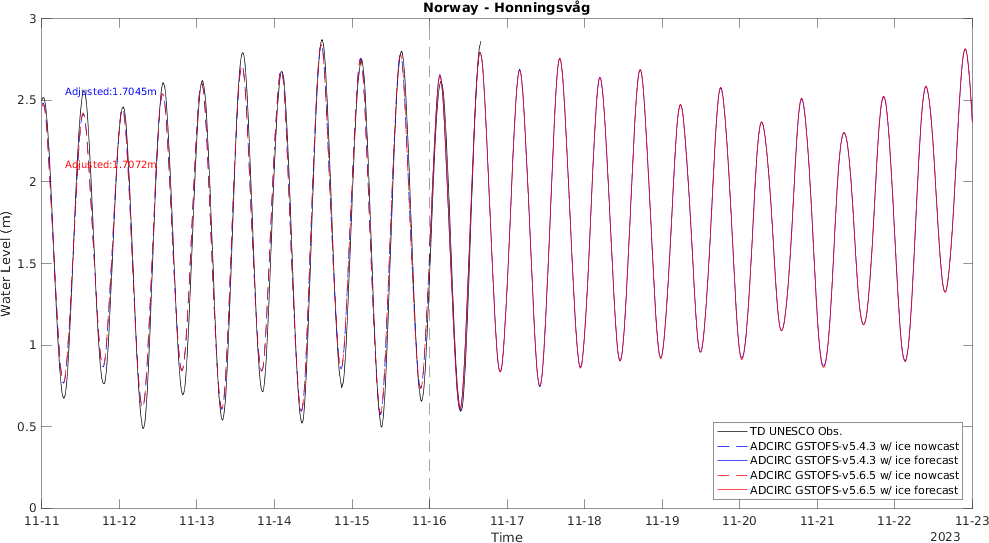 Norway - Honningsvåg
3
2.5
2
1.5
1
0.5
0
Water Level (m)
Adjusted:1.7045m
Adjusted:1.7072m
TD UNESCO Obs.
ADCIRC GSTOFS-v5.4.3 w/ ice nowcast
ADCIRC GSTOFS-v5.4.3 w/ ice forecast
ADCIRC GSTOFS-v5.6.5 w/ ice nowcast
ADCIRC GSTOFS-v5.6.5 w/ ice forecast
11-11 11-12 11-13 11-14 11-15 11-16 11-17 11-18 11-19 11-20 11-21 11-22 11-23
Time
2023